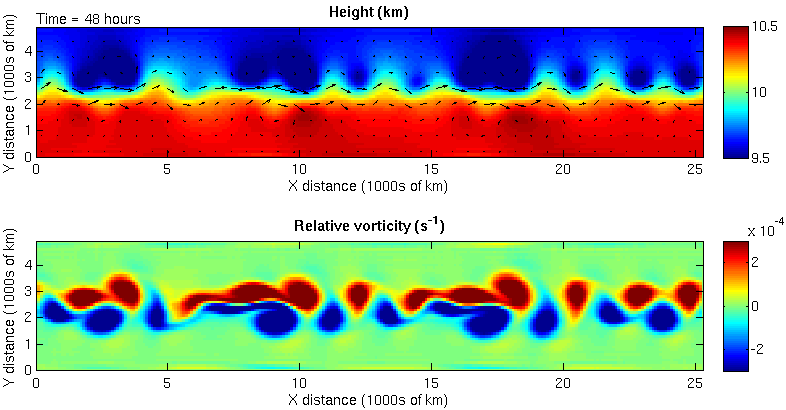 Height (km)
Time = 48 hours
Y distance (1000s of km)
4
3
2
1
0
0 5 10 15 20 25
X distance (1000s of km)
10.5
10
9.5
Relative vorticity (s-1)
Y distance (1000s of km)
4
3
2
1
0
0 5 10 15 20 25
X distance (1000s of km)
x 10-4
2
0
-2